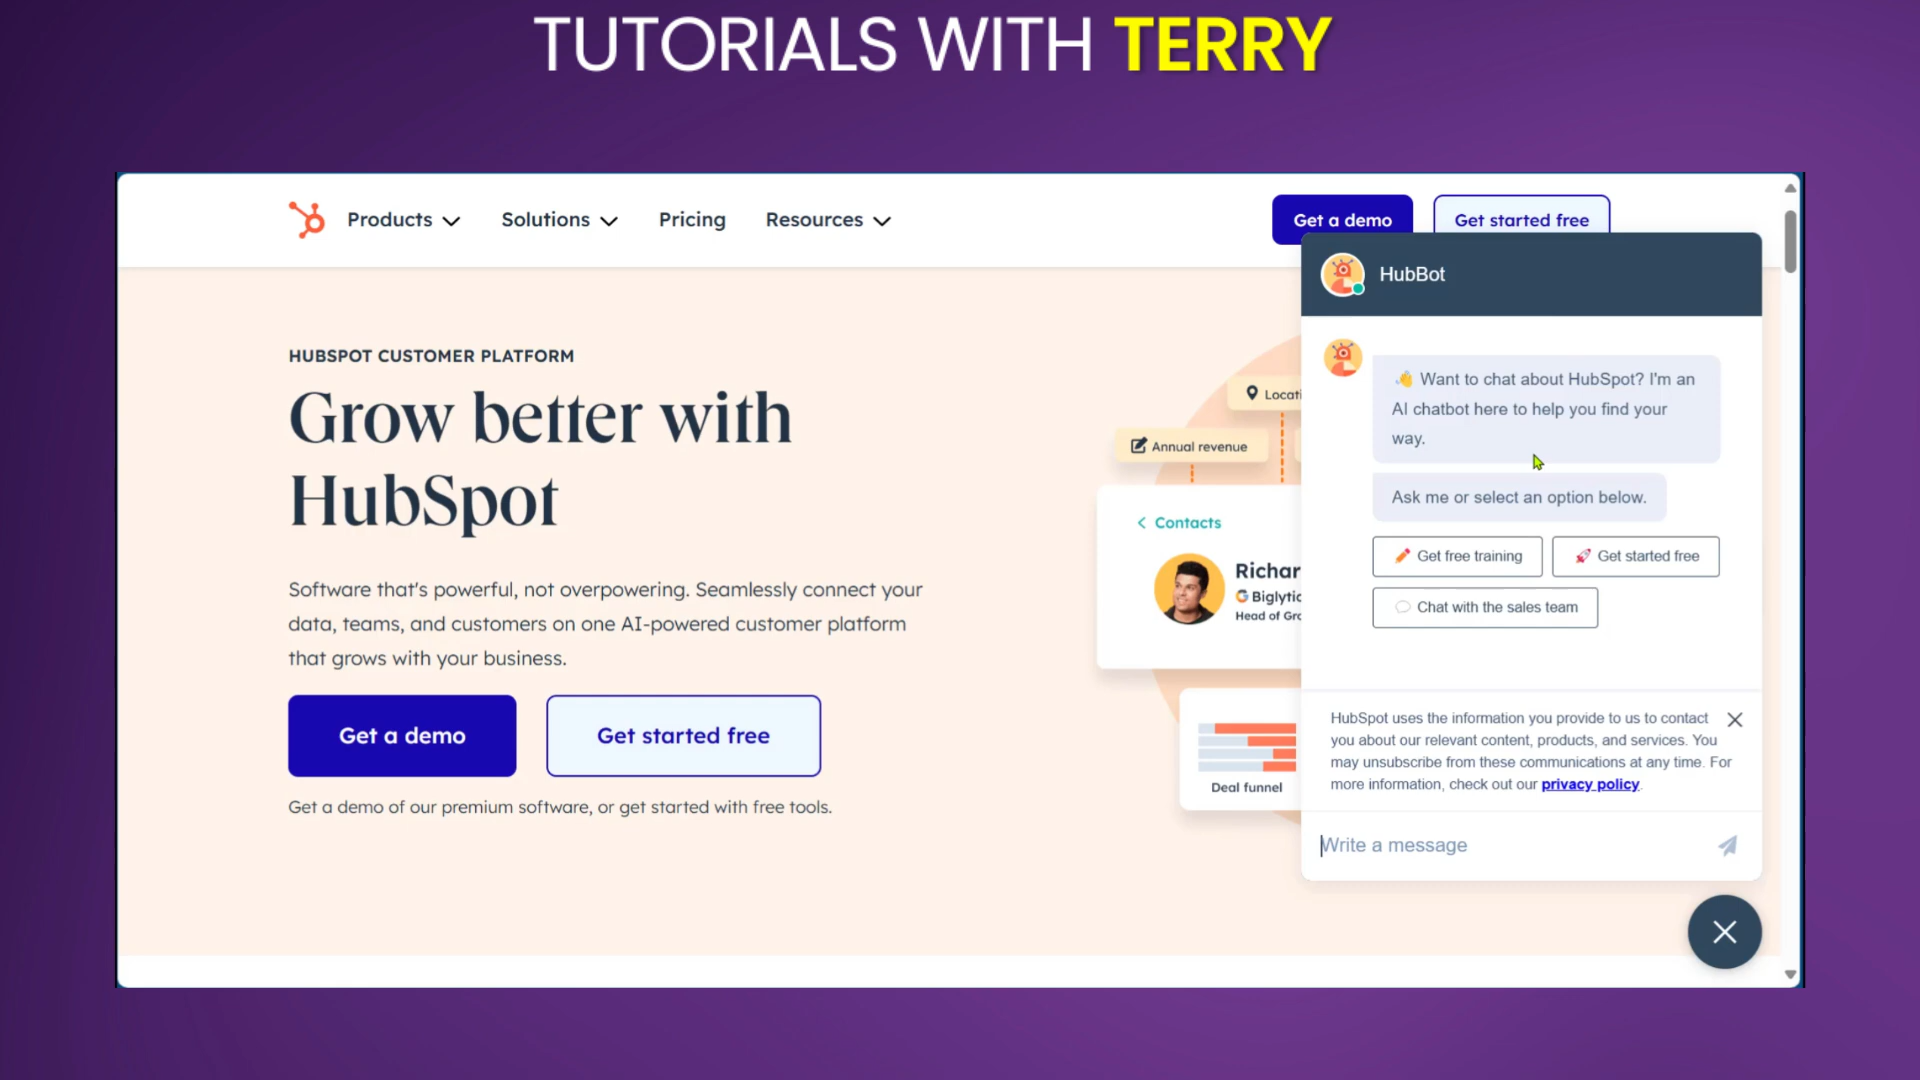 TUTORIALS WITH TERRY
Products
Solutions
Pricing
Resources
Get a demo
Get started free
HUBSPOT CUSTOMER PLATFORM
Grow better with
HubSpot
Software that's powerful, not overpowering. Seamlessly connect your
data, teams, and customers on one AI-powered customer platform
that grows with your business.
Get a demo
Get started free
Get a demo of our premium software, or get started with free tools.
Annual revenue
Contacts
Deal funnel
HubBot
👋 Want to chat about HubSpot? I'm an
AI chatbot here to help you find your
way.
Ask me or select an option below.
Get free training
Get started free
Chat with the sales team
HubSpot uses the information you provide to us to contact
you about our relevant content, products, and services. You
may unsubscribe from these communications at any time. For
more information, check out our privacy policy.
Write a message